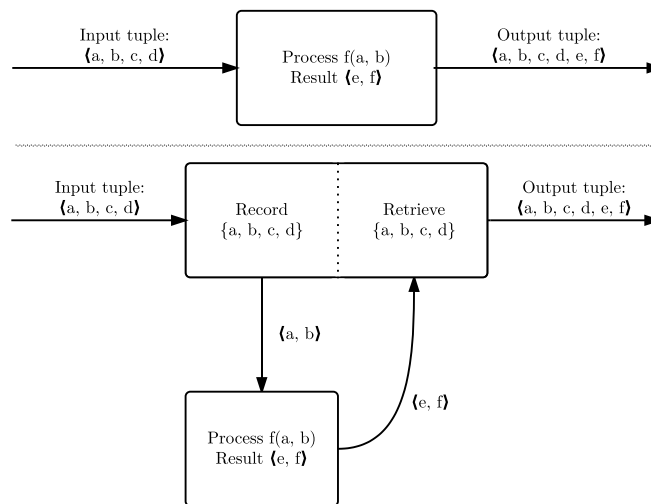 Input tuple:
⟨a, b, c, d⟩
Process f(a, b)
Result ⟨e, f⟩
Output tuple:
⟨a, b, c, d, e, f⟩
Input tuple:
⟨a, b, c, d⟩
Record
{a, b, c, d}
Retrieve
{a, b, c, d}
Output tuple:
⟨a, b, c, d, e, f⟩
⟨a, b⟩
⟨e, f⟩
Process f(a, b)
Result ⟨e, f⟩